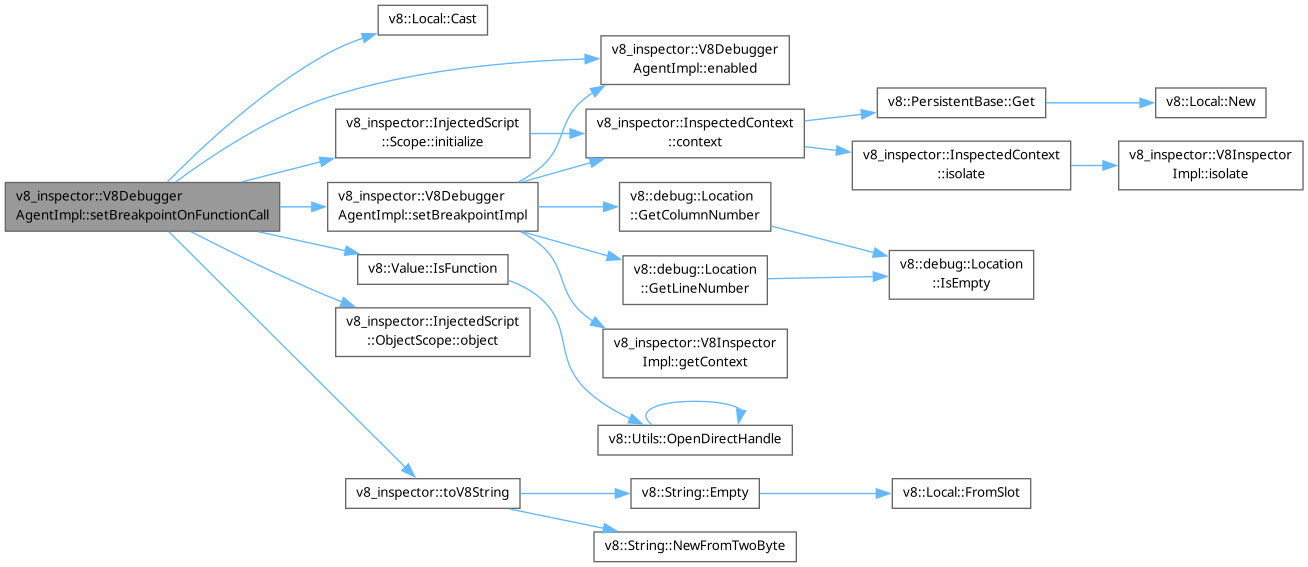 v8::Local::Cast
v8_inspector::V8Debugger
AgentImpl::enabled
v8::PersistentBase::Get
v8::Local::New
v8_inspector::InjectedScript
::Scope::initialize
v8_inspector::InspectedContext
::context
v8_inspector::InspectedContext
::isolate
v8_inspector::V8Inspector
Impl::isolate
v8_inspector::V8Debugger
AgentImpl::setBreakpointOnFunctionCall
v8_inspector::V8Debugger
AgentImpl::setBreakpointImpl
v8::debug::Location
::GetColumnNumber
v8::Value::IsFunction
v8::debug::Location
::GetLineNumber
v8::debug::Location
::IsEmpty
v8_inspector::InjectedScript
::ObjectScope::object
v8_inspector::V8Inspector
Impl::getContext
v8::Utils::OpenDirectHandle
v8_inspector::toV8String
v8::String::Empty
v8::Local::FromSlot
v8::String::NewFromTwoByte